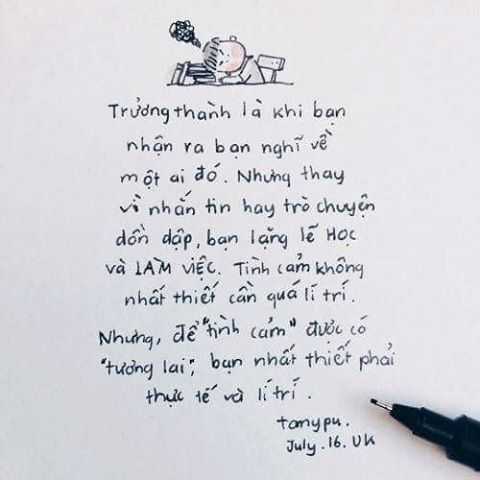 Trưởng thành là khi bạn
nhận ra bạn nghĩ về
một ai đó. Nhưng thay
vì nhắn tin hay trò chuyện
dồn dập, bạn lặng lẽ HỌC
và LÀM VIỆC. Tình cảm không
nhất thiết cần quá lí trí.
Nhưng, để "tình cảm" được có
"tương lai", bạn nhất thiết phải
thực tế và lí trí.
tamypu.
July.16.UK